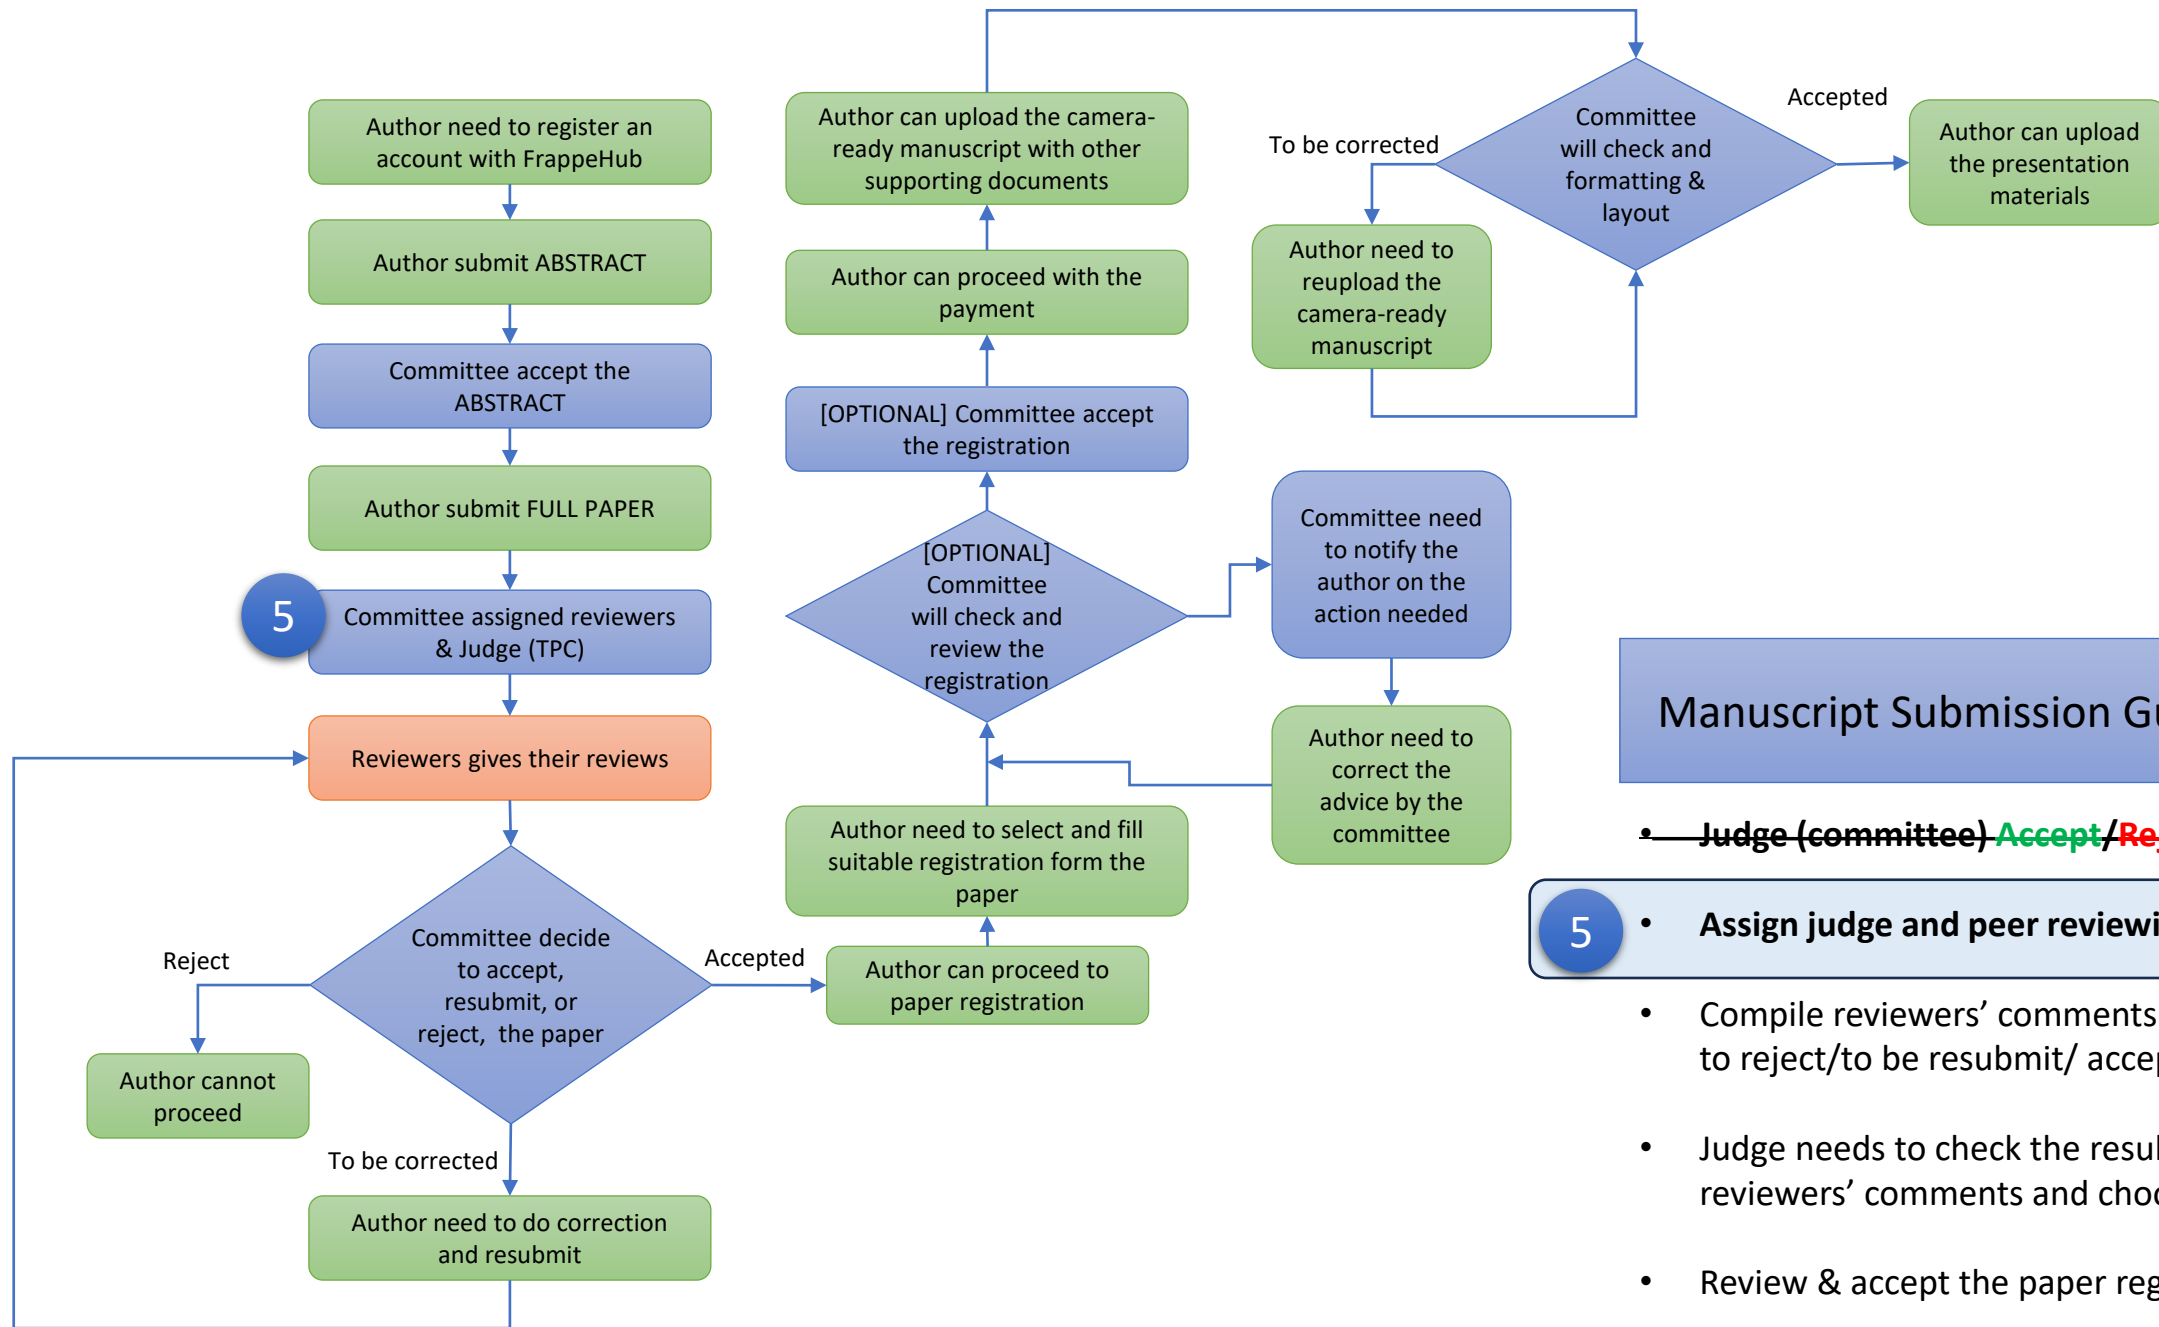 Author need to register an
account with FrappeHub
Author submit ABSTRACT
Committee accept the
ABSTRACT
Author submit FULL PAPER
5
Committee assigned reviewers
& Judge (TPC)
Reviewers gives their reviews
Committee decide
to accept,
resubmit, or
reject, the paper
Reject
Author cannot
proceed
To be corrected
Author need to do correction
and resubmit
Accepted
Author can proceed to
paper registration
Author need to select and fill
suitable registration form the
paper
[OPTIONAL]
Committee
will check and
review the
registration
Committee need
to notify the
author on the
action needed
Author need to
correct the
advice by the
committee
[OPTIONAL] Committee accept
the registration
Author can proceed with the
payment
Author can upload the camera-
ready manuscript with other
supporting documents
Committee
will check and
formatting &
layout
To be corrected
Author need to
reupload the
camera-ready
manuscript
Accepted
Author can upload
the presentation
materials
Manuscript Submission
• Judge (committee) Accept/
5
• Assign judge and peer
• Compile reviewers’ comments
to reject/to be resubmit/
• Judge needs to check the
reviewers’ comments and
• Review & accept the paper